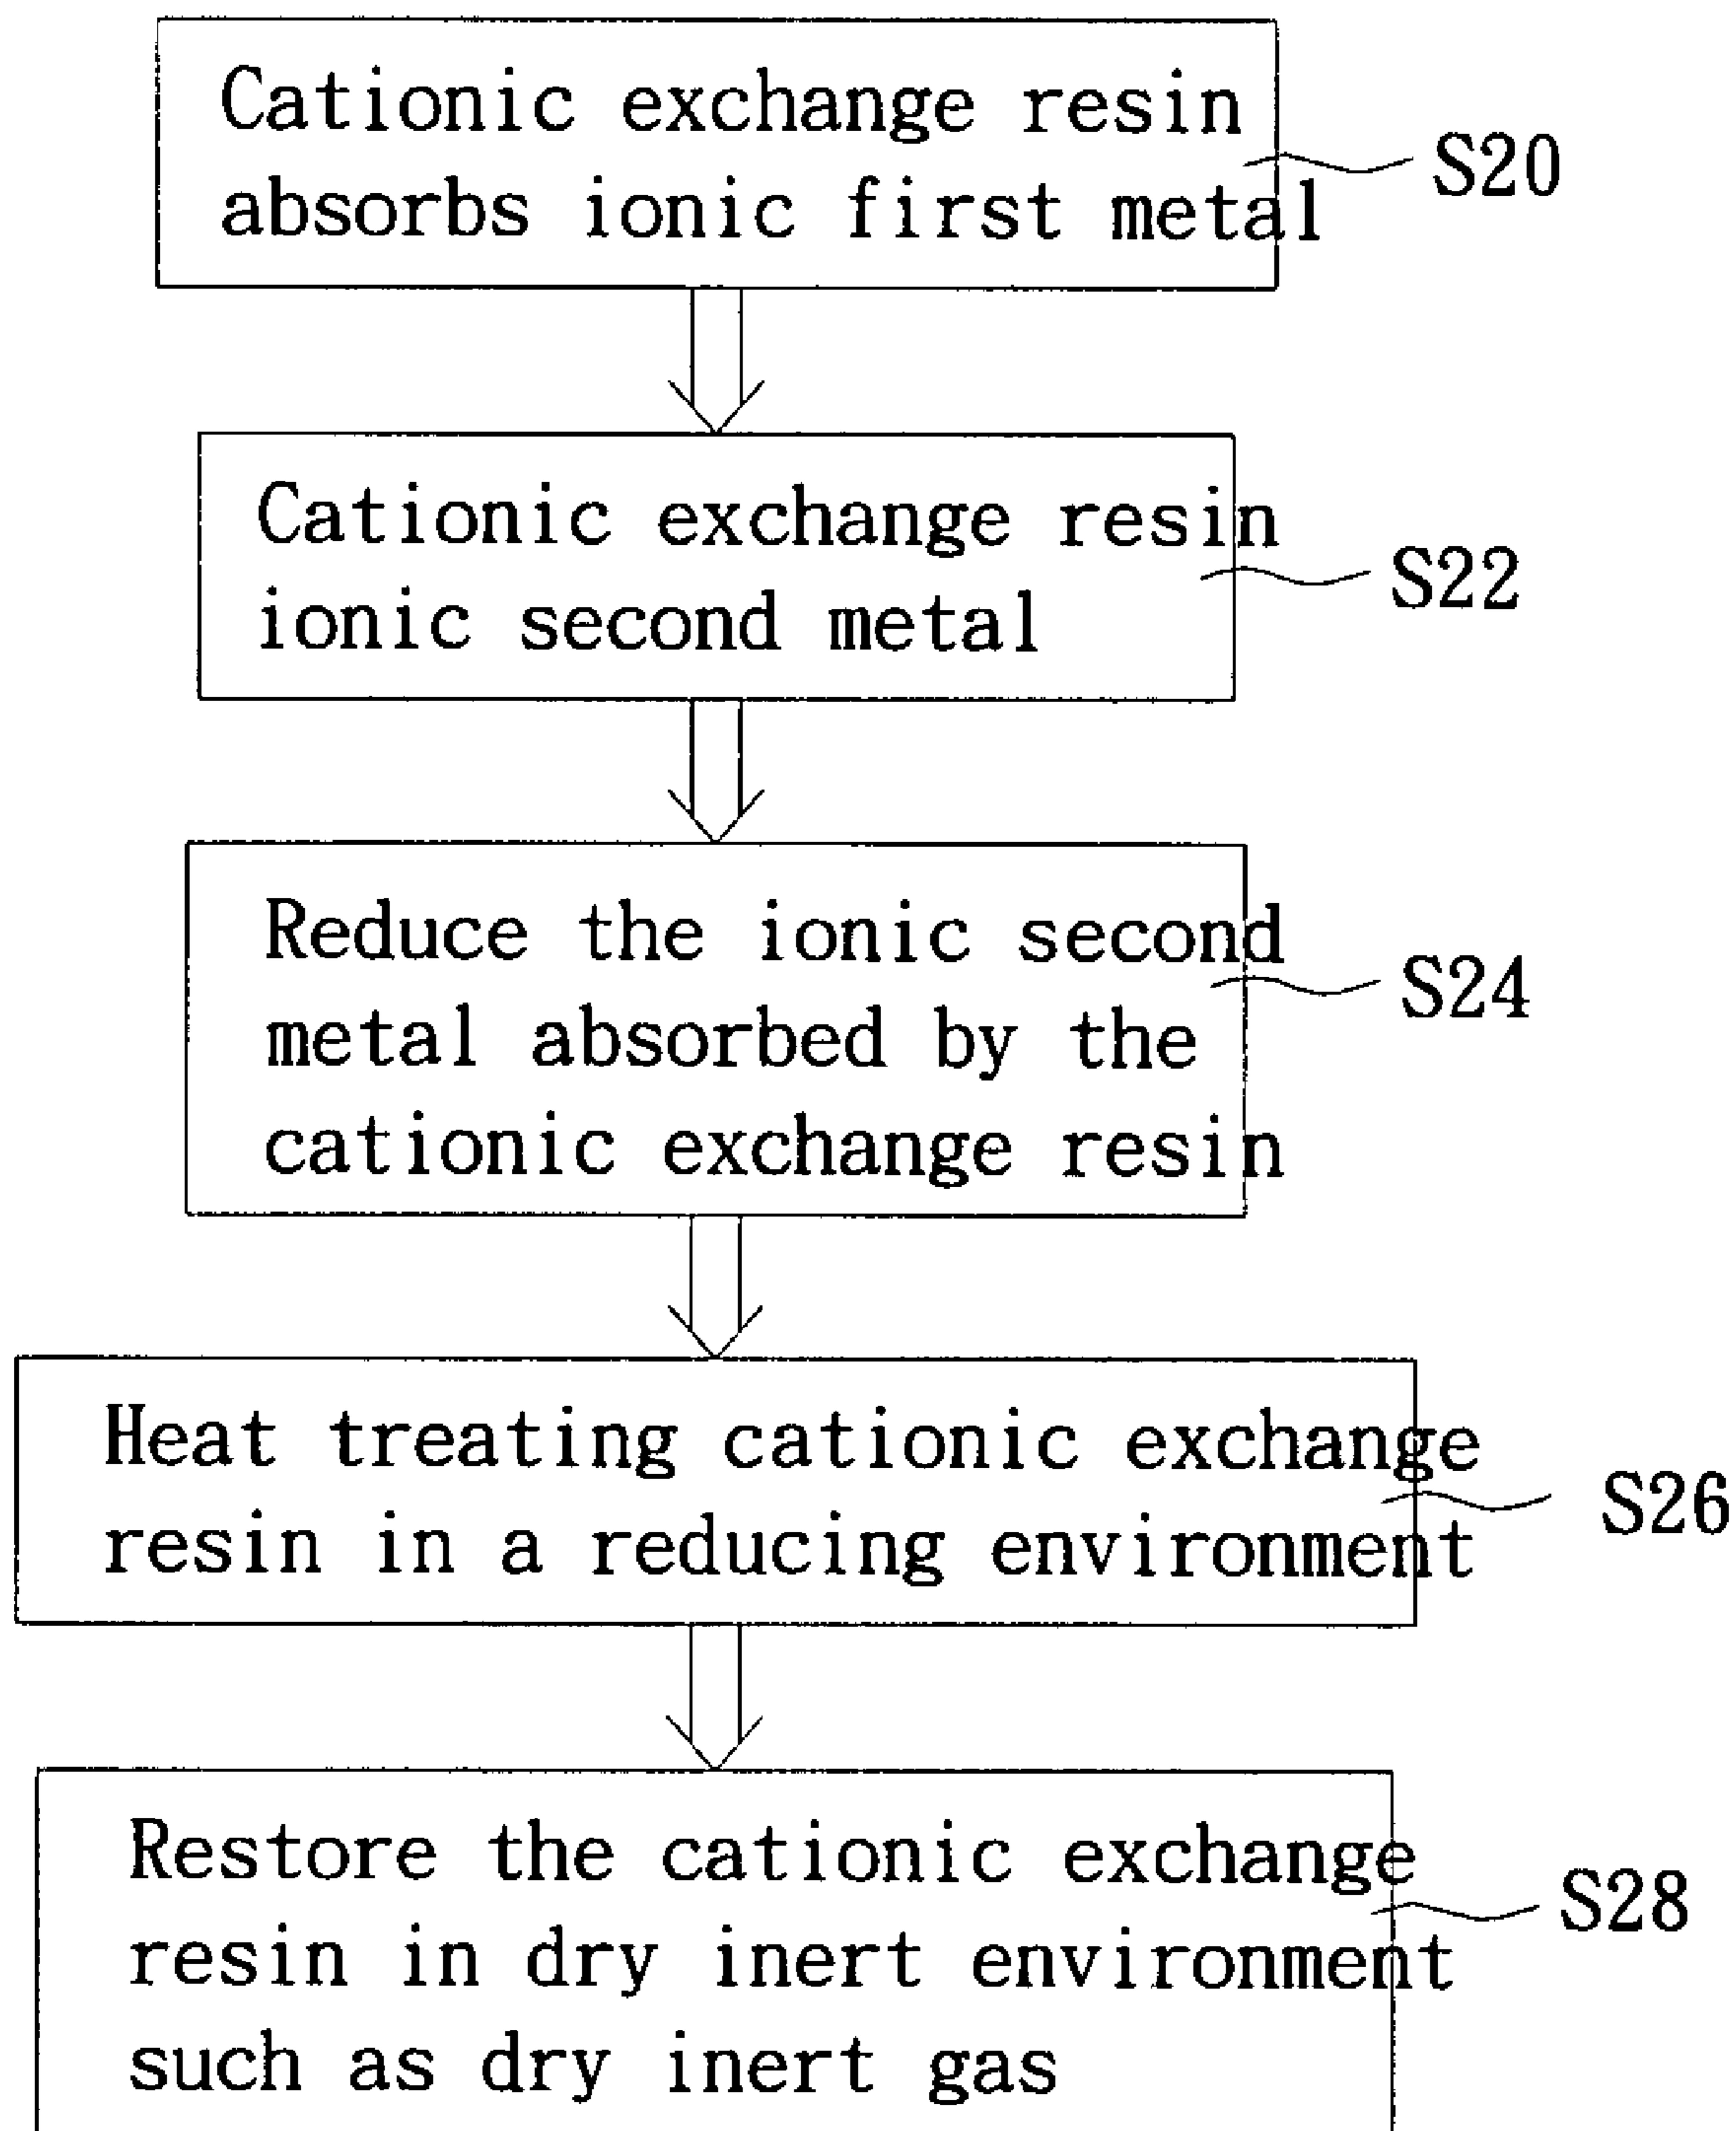 Cationic exchange resin
absorbs ionic first metal
S20
Cationic exchange resin
ionic second metal
S22
Reduce the ionic second
metal absorbed by the
cationic exchange resin
S24
Heat treating cationic exchange
resin in a reducing environment
S26
Restore the cationic exchange
resin in dry inert environment
such as dry inert gas
S28